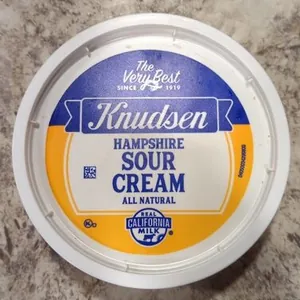 The
Very Best
SINCE 1919
Knudsen
HAMPSHIRE
SOUR
CREAM
ALL NATURAL
REAL
CALIFORNIA
MILK